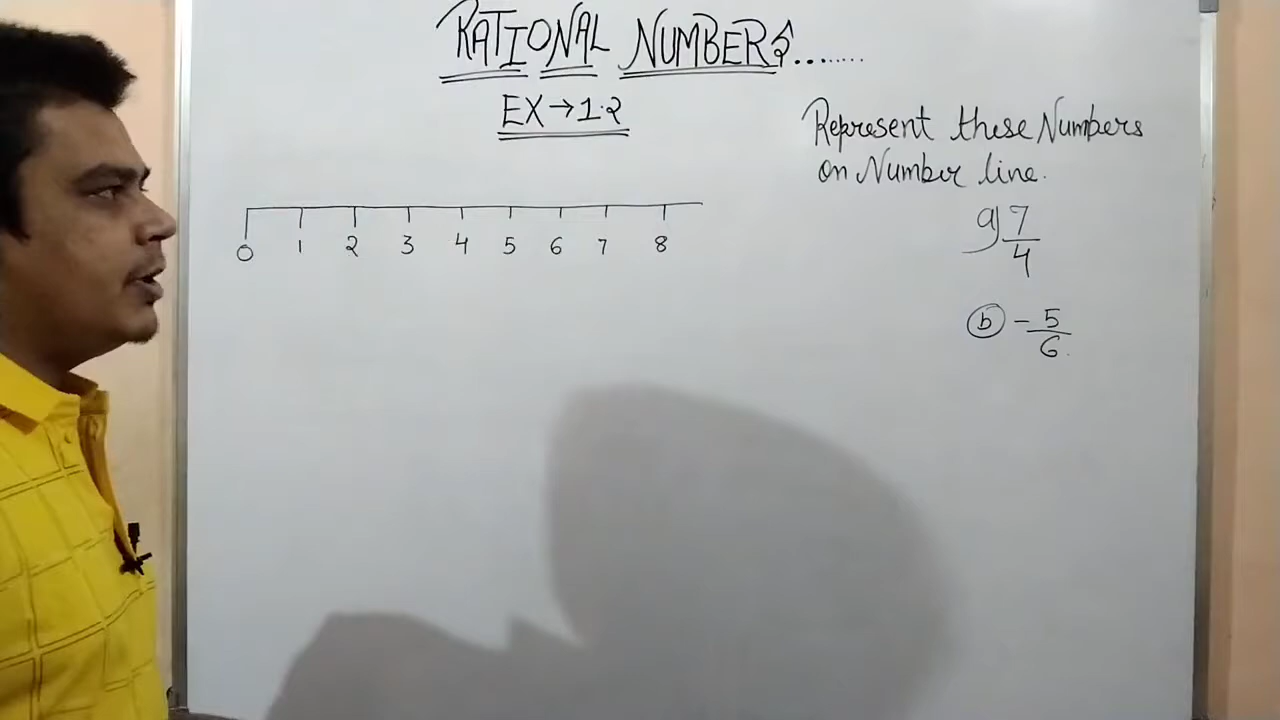 RATIONAL NUMBERS........
EX→1.2
Represent these Numbers
on Number line.
0 1 2 3 4 5 6 7 8
a) 7/4
b -5/6.